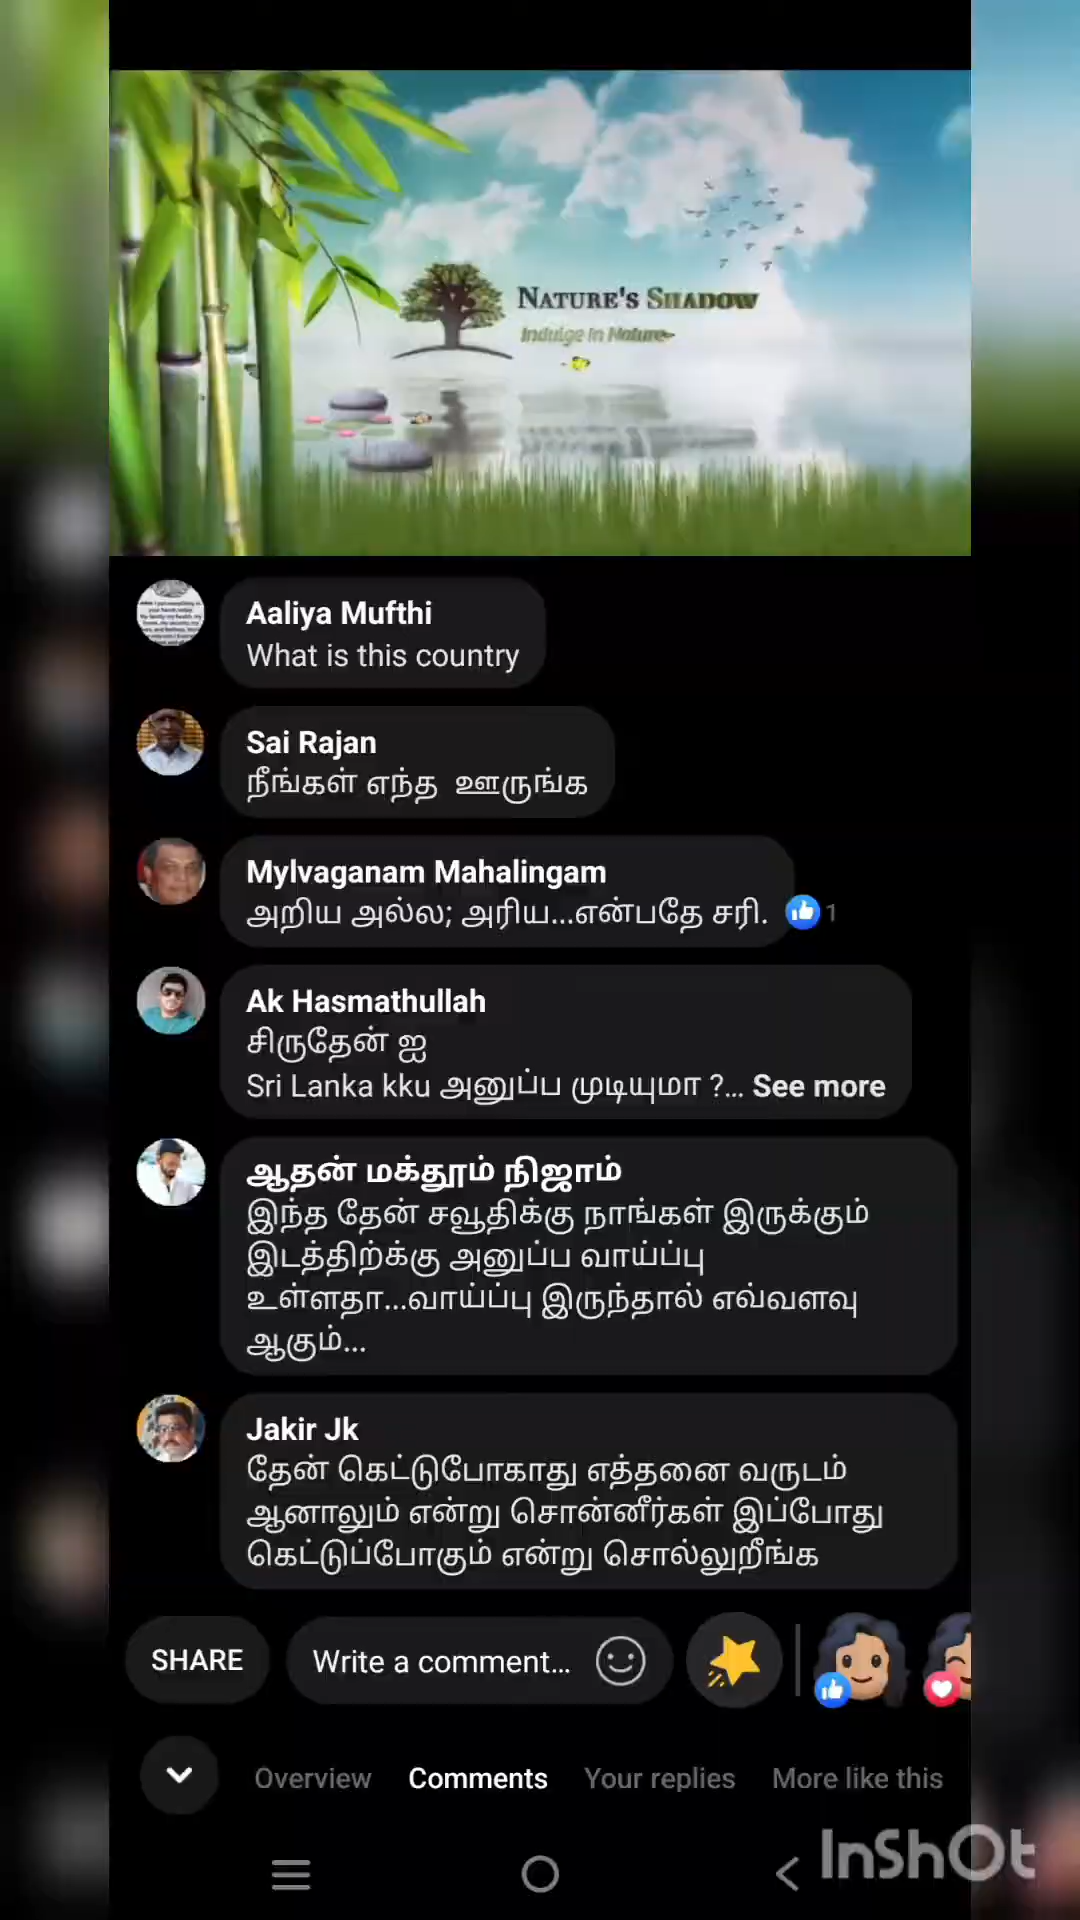 NATURE'S SHADOW
Indulge In Nature
Aaliya Mufthi
What is this country
Sai Rajan
நீங்கள் எந்த ஊருங்க
Mylvaganam Mahalingam
அறிய அல்ல; அரிய...என்பதே சரி. 1
Ak Hasmathullah
சிருதேன் ஐ
Sri Lanka kku அனுப்ப முடியுமா ?... See more
ஆதன் மக்தூம் நிஜாம்
இந்த தேன் சவூதிக்கு நாங்கள் இருக்கும்
இடத்திற்க்கு அனுப்ப வாய்ப்பு
உள்ளதா...வாய்ப்பு இருந்தால் எவ்வளவு
ஆகும்...
Jakir Jk
தேன் கெட்டுபோகாது எத்தனை வருடம்
ஆனாலும் என்று சொன்னீர்கள் இப்போது
கெட்டுப்போகும் என்று சொல்லுறீங்க
SHARE Write a comment...
Overview Comments Your replies More like this
InShOt